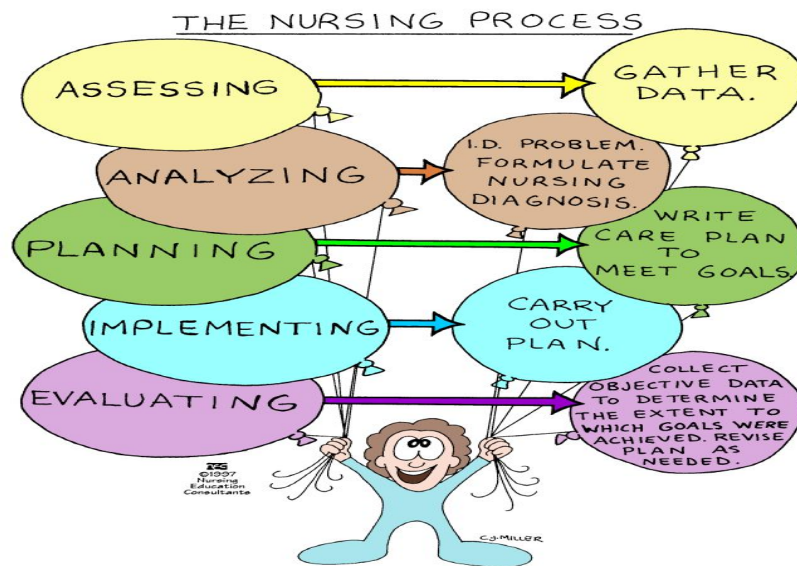 THE NURSING PROCESS
ASSESSING
GATHER
DATA.
ANALYZING
I.D. PROBLEM.
FORMULATE
NURSING
DIAGNOSIS.
PLANNING
WRITE
CARE PLAN
TO
MEET GOALS.
IMPLEMENTING
CARRY
OUT
PLAN.
EVALUATING
COLLECT
OBJECTIVE DATA
TO DETERMINE
THE EXTENT TO
WHICH GOALS WERE
ACHIEVED. REVISE
PLAN AS
NEEDED.
NEC
©1997
Nursing
Education
Consultants
C.J. MILLER